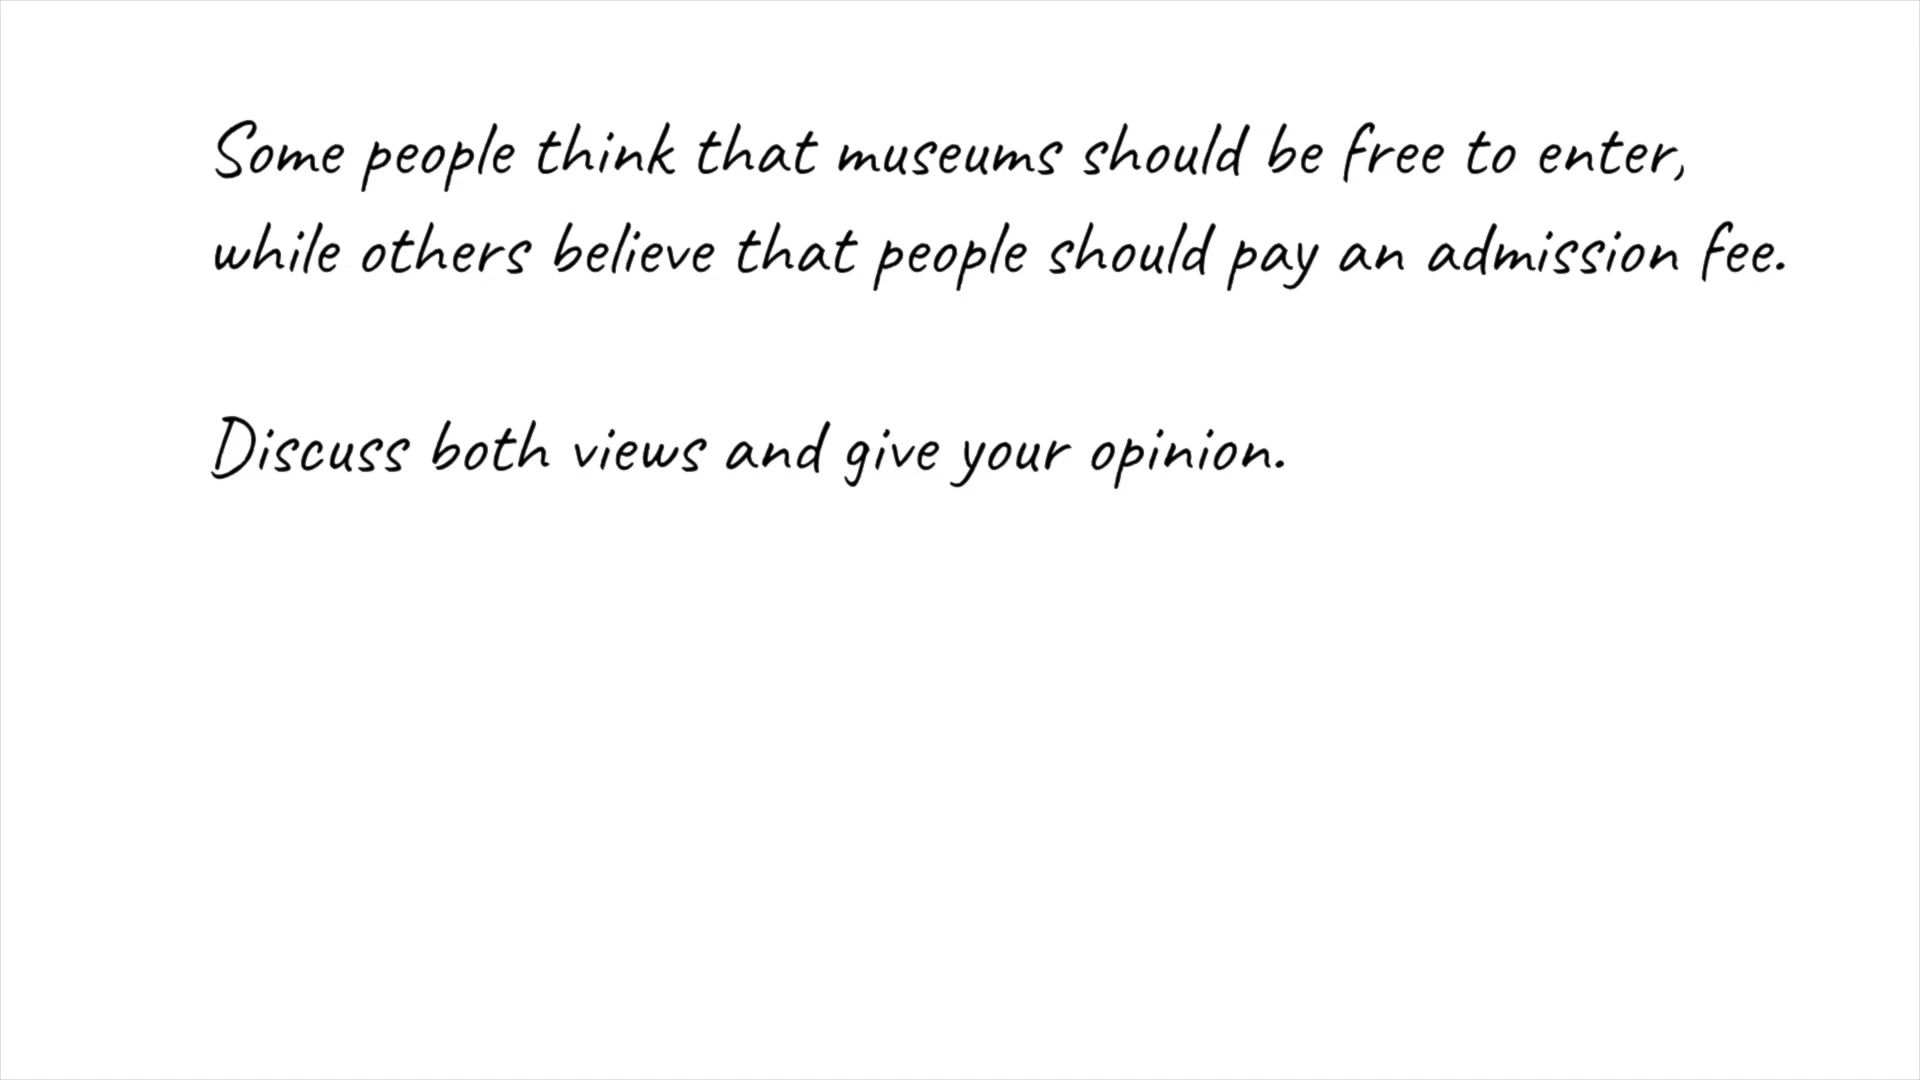 Some people think that museums should be free to enter,
while others believe that people should pay an admission fee.
Discuss both views and give your opinion.